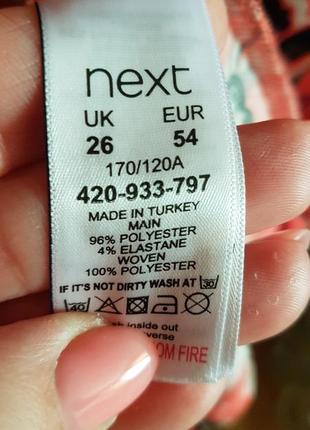 next
UK EUR
26 54
170/120A
420-933-797
MADE IN TURKEY
MAIN
96% POLYESTER
4% ELASTANE
WOVEN
100% POLYESTER
IF IT'S NOT DIRTY WASH AT 30
40
inside out
FIRE